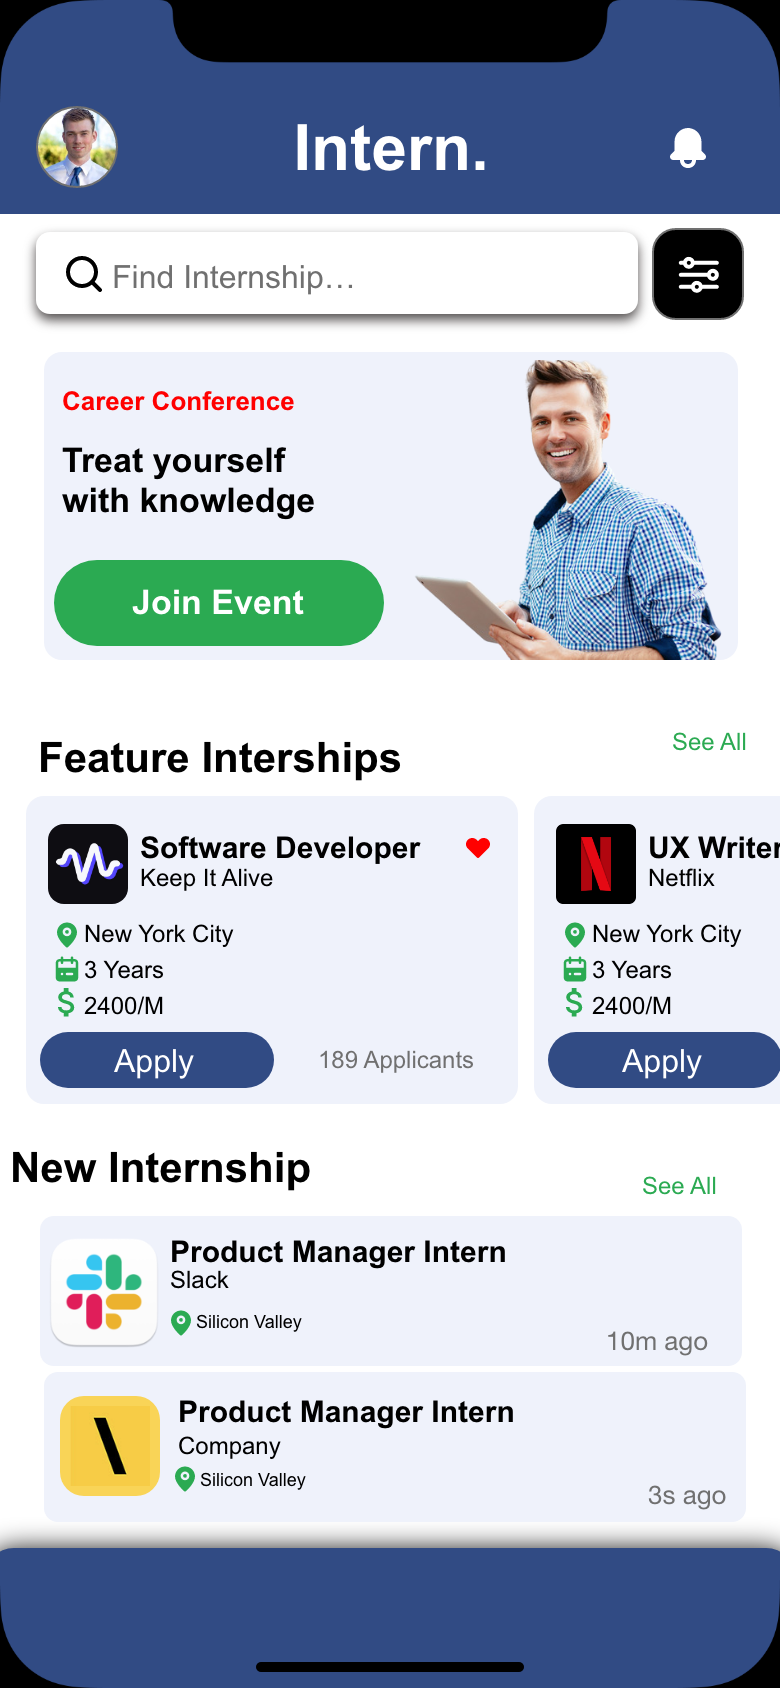 Intern.
Find Internship...
Career Conference
Treat yourself
with knowledge
Join Event
Feature Interships
See All
Software Developer
Keep It Alive
New York City
3 Years
2400/M
Apply
189 Applicants
UX Writer
Netflix
New York City
3 Years
2400/M
Apply
New Internship
See All
Product Manager Intern
Slack
Silicon Valley
10m ago
Product Manager Intern
Company
Silicon Valley
3s ago